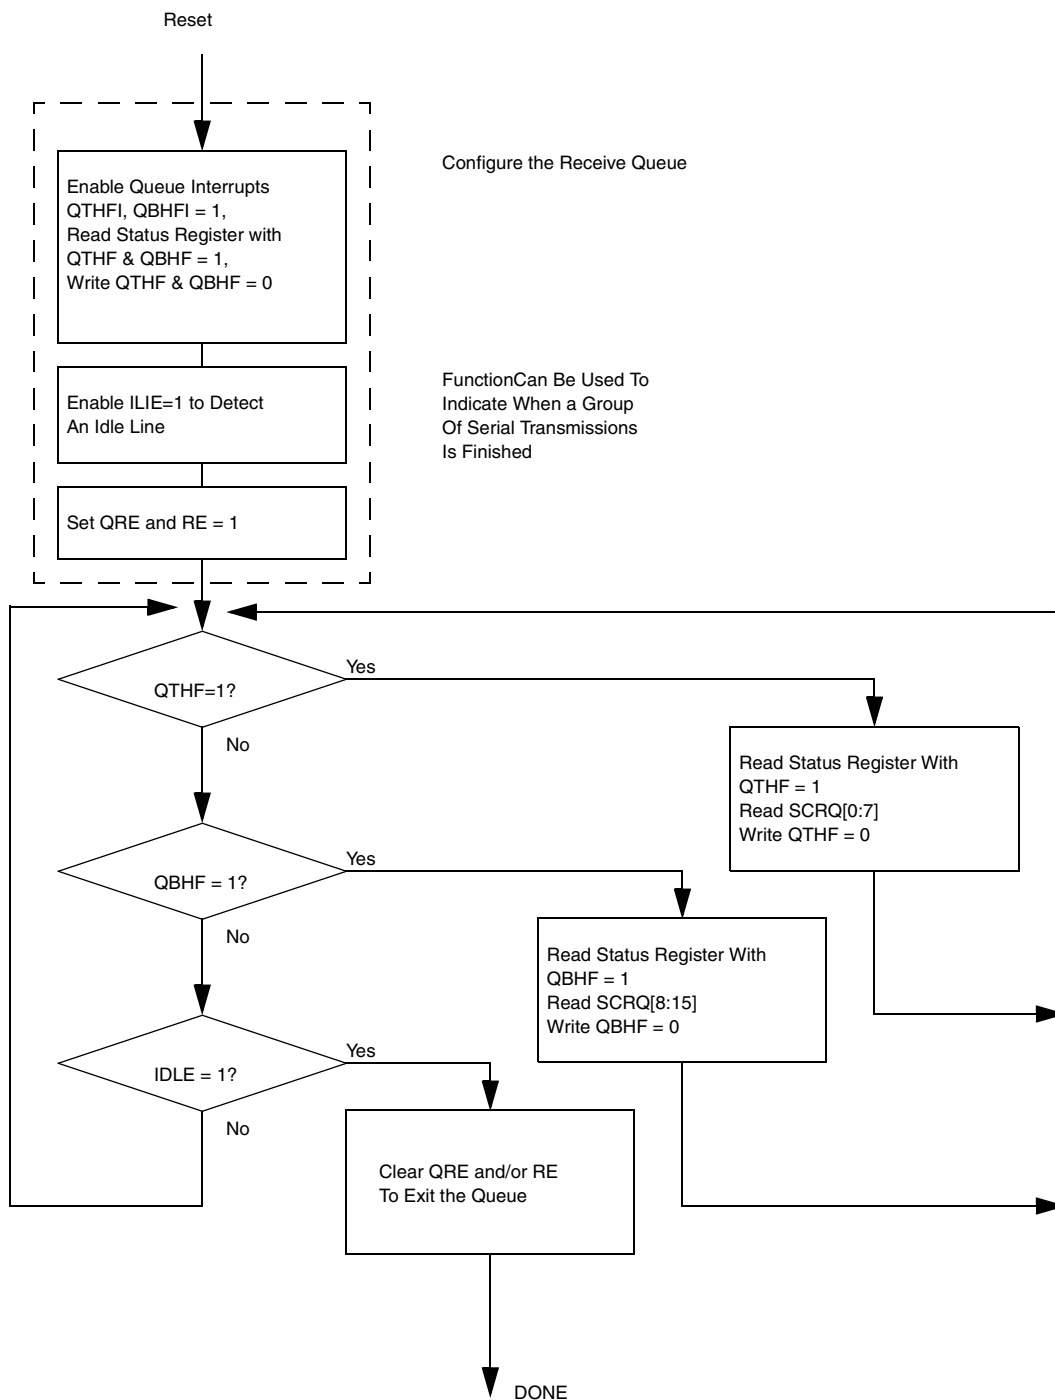 Reset
Configure the Receive Queue
Enable Queue Interrupts
QTHFI, QBHFI = 1,
Read Status Register with
QTHF & QBHF = 1,
Write QTHF & QBHF = 0
Enable ILIE=1 to Detect
An Idle Line
FunctionCan Be Used To
Indicate When a Group
Of Serial Transmissions
Is Finished
Set QRE and RE = 1
QTHF=1?
Yes
No
Read Status Register With
QTHF = 1
Read SCRQ[0:7]
Write QTHF = 0
QBHF = 1?
Yes
No
Read Status Register With
QBHF = 1
Read SCRQ[8:15]
Write QBHF = 0
IDLE = 1?
Yes
No
Clear QRE and/or RE
To Exit the Queue
DONE